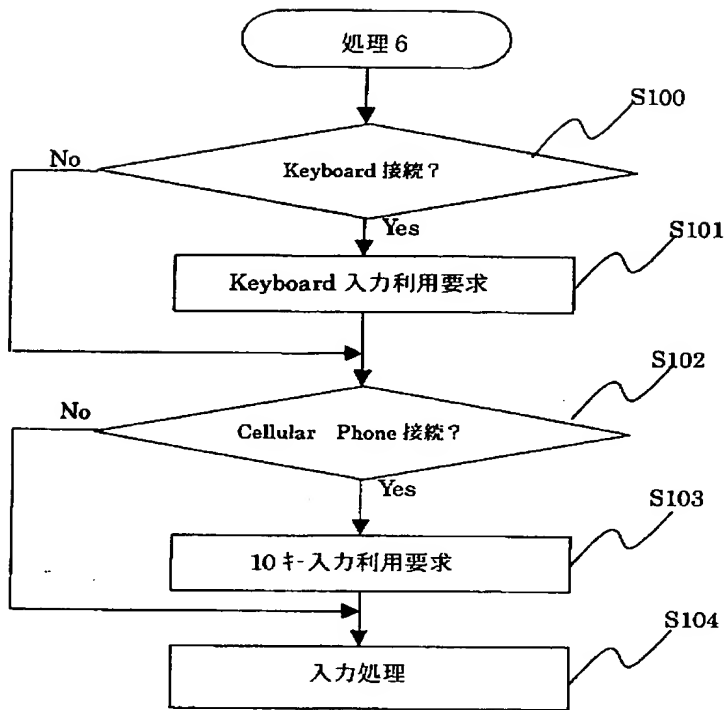 処理6
S100
No
Keyboard 接続?
Yes
S101
Keyboard 入力利用要求
S102
No
Cellular Phone 接続?
Yes
S103
10キー入力利用要求
S104
入力処理